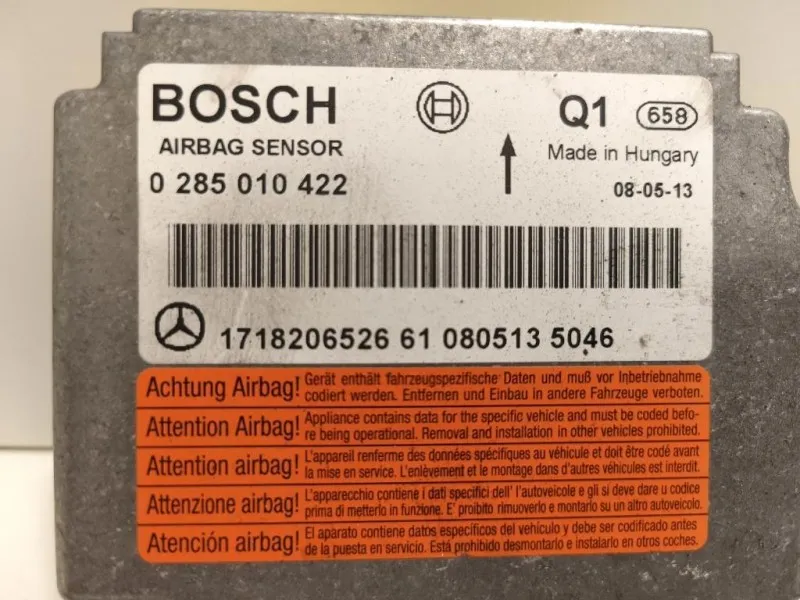 BOSCH
AIRBAG SENSOR
0 285 010 422
Q1 658
Made in Hungary
08-05-13
1718206526 61 080513 5046
Achtung Airbag! Gerät enthält fahrzeugspezifische Daten und muß vor Inbetriebnahme
codiert werden. Entfernen und Einbau in andere Fahrzeuge verboten.
Attention Airbag! Appliance contains data for the specific vehicle and must be coded befo-
re being operational. Removal and installation in other vehicles prohibited.
Attention airbag! L'appareil renferme des données spécifiques au véhicule et doit être codé avant
la mise en service. L'enlèvement et le montage dans d'autres véhicules est interdit.
Attenzione airbag! L'apparecchio contiene i dati specifici dell' l'autoveicole e gli si deve dare u codice
prima di metterlo in funzione. E' proibito rimuoverlo e montarlo su un altro autoveicolo.
Atención airbag! El aparato contiene datos específicos del vehículo y debe ser codificado antes
de la puesta en servicio. Está prohibido desmontarlo e instalarlo en otros coches.